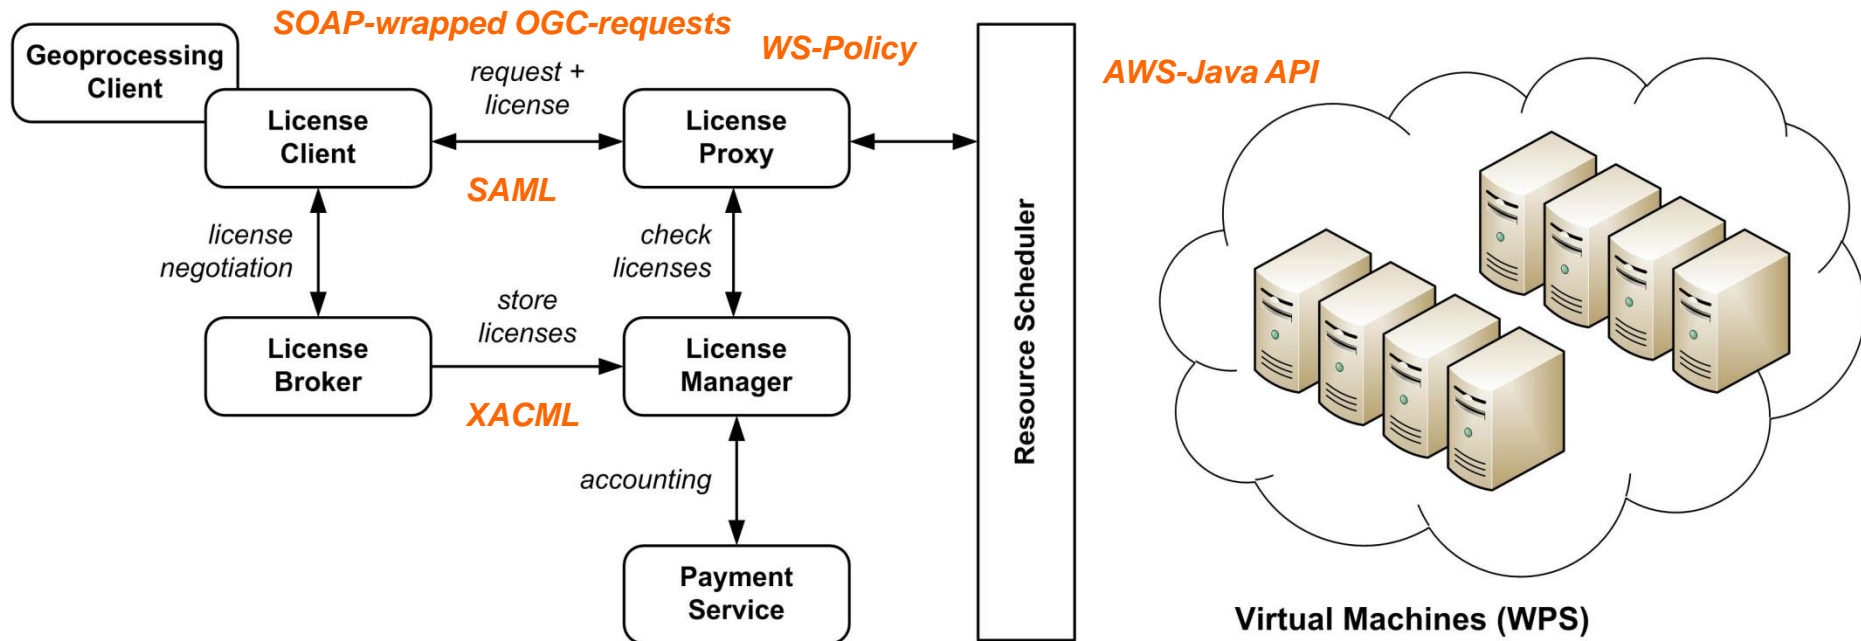 SOAP-wrapped OGC-requests
Geoprocessing
Client
request +
license
WS-Policy
AWS-Java API
License
Client
License
Proxy
SAML
license
negotiation
check
licenses
store
licenses
License
Broker
License
Manager
XACML
Resource Scheduler
accounting
Payment
Service
Virtual Machines (WPS)